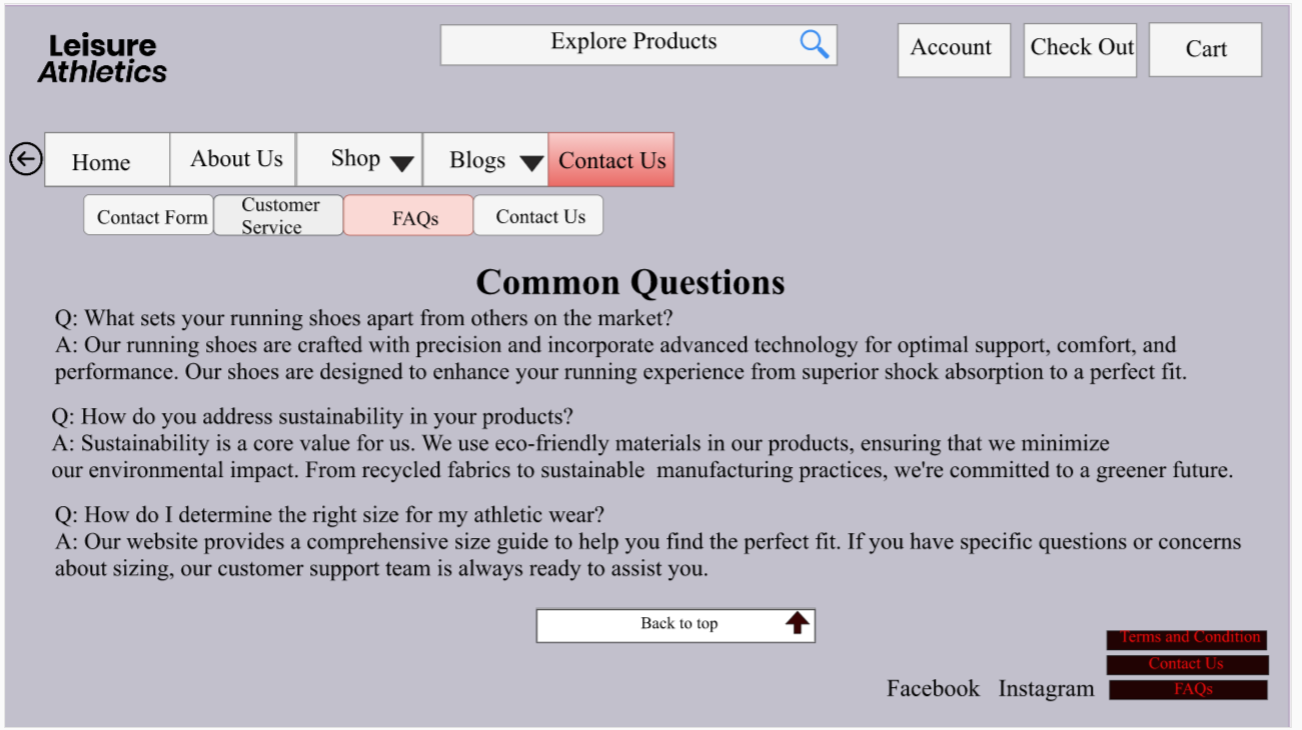 Leisure
Athletics
Explore Products
Account
Check Out
Cart
Home
About Us
Shop
Blogs
Contact Us
Contact Form
Customer
Service
FAQs
Contact Us
Common Questions
Q: What sets your running shoes apart from others on the market?
A: Our running shoes are crafted with precision and incorporate advanced technology for optimal support, comfort, and
performance. Our shoes are designed to enhance your running experience from superior shock absorption to a perfect fit.
Q: How do you address sustainability in your products?
A: Sustainability is a core value for us. We use eco-friendly materials in our products, ensuring that we minimize
our environmental impact. From recycled fabrics to sustainable  manufacturing practices, we're committed to a greener future.
Q: How do I determine the right size for my athletic wear?
A: Our website provides a comprehensive size guide to help you find the perfect fit. If you have specific questions or concerns
about sizing, our customer support team is always ready to assist you.
Back to top
Terms and Condition
Contact Us
Facebook
Instagram
FAQs